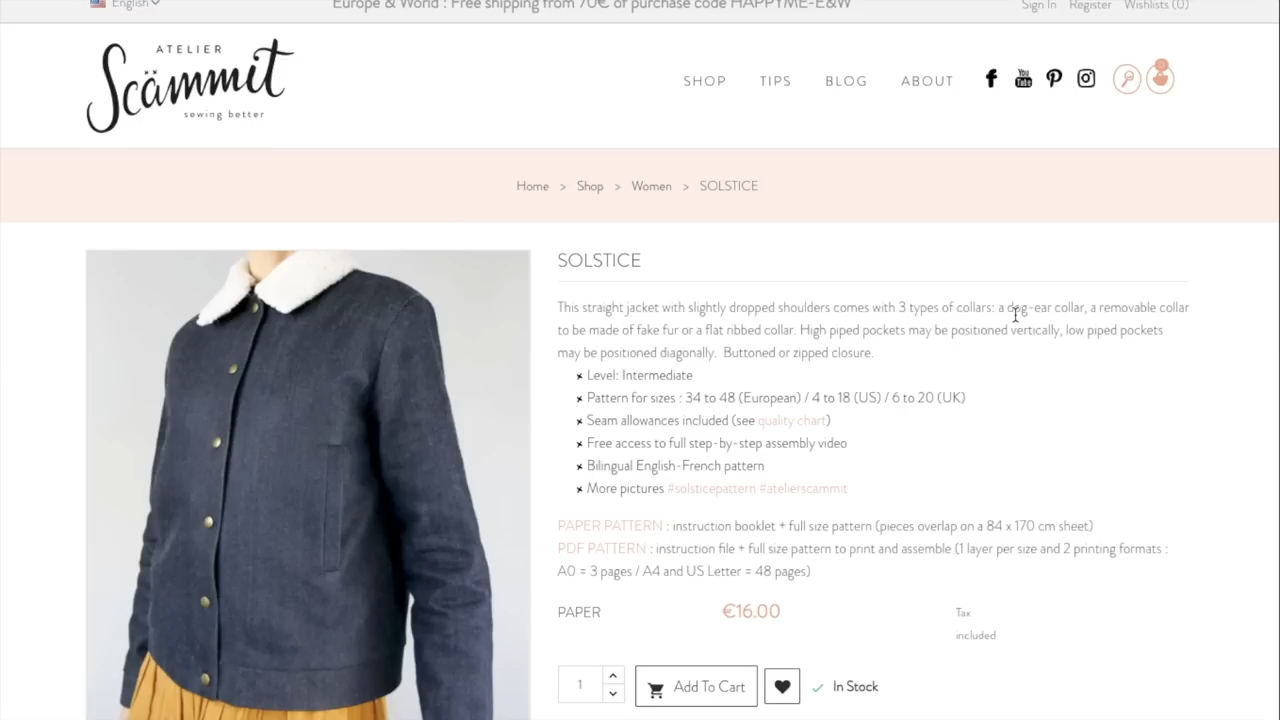 English
Europe & World : Free shipping from 70€ of purchase code HAPPYME-E&W
Sign In Register Wishlists (0)
ATELIER
Scämmit
sewing better
SHOP TIPS BLOG ABOUT
You Tube
Home > Shop > Women > SOLSTICE
SOLSTICE
This straight jacket with slightly dropped shoulders comes with 3 types of collars: a dog-ear collar, a removable collar
to be made of fake fur or a flat ribbed collar. High piped pockets may be positioned vertically, low piped pockets
may be positioned diagonally. Buttoned or zipped closure.
Level: Intermediate
Pattern for sizes : 34 to 48 (European) / 4 to 18 (US) / 6 to 20 (UK)
Seam allowances included (see quality chart)
Free access to full step-by-step assembly video
Bilingual English-French pattern
More pictures #solsticepattern #atelierscammit
PAPER PATTERN : instruction booklet + full size pattern (pieces overlap on a 84 x 170 cm sheet)
PDF PATTERN : instruction file + full size pattern to print and assemble (1 layer per size and 2 printing formats :
A0 = 3 pages / A4 and US Letter = 48 pages)
PAPER €16.00 Tax
included
1 Add To Cart In Stock